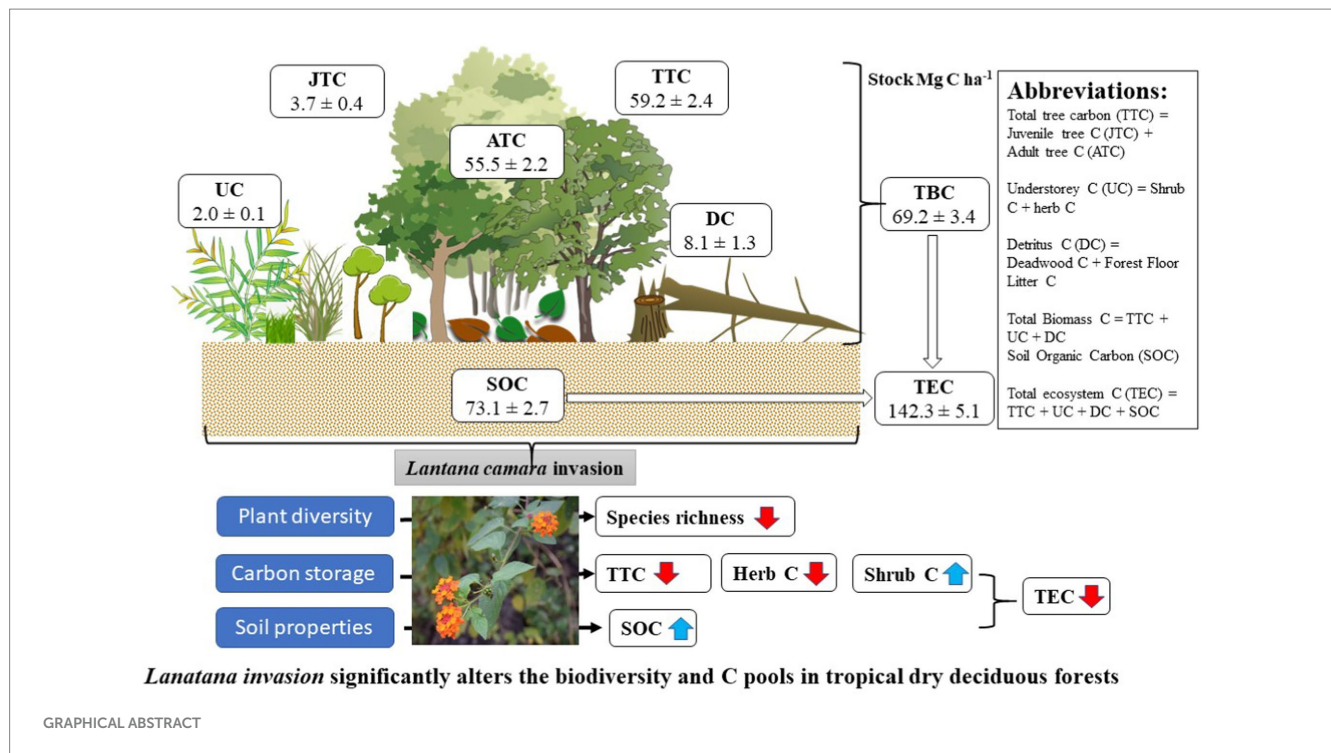 JTC
3.7 ± 0.4
TTC
59.2 ± 2.4
Stock Mg C ha⁻¹
ATC
55.5 ± 2.2
UC
2.0 ± 0.1
DC
8.1 ± 1.3
TBC
69.2 ± 3.4
SOC
73.1 ± 2.7
TEC
142.3 ± 5.1
Abbreviations:
Total tree carbon (TTC) =
Juvenile tree C (JTC) +
Adult tree C (ATC)
Understorey C (UC) = Shrub
C + herb C
Detritus C (DC) =
Deadwood C + Forest Floor
Litter C
Total Biomass C = TTC +
UC + DC
Soil Organic Carbon (SOC)
Total ecosystem C (TEC) =
TTC + UC + DC + SOC
Lantana camara invasion
Plant diversity
Species richness
Carbon storage
TTC
Herb C
Shrub C
TEC
Soil properties
SOC
Lanatana invasion significantly alters the biodiversity and C pools in tropical dry deciduous forests
GRAPHICAL ABSTRACT